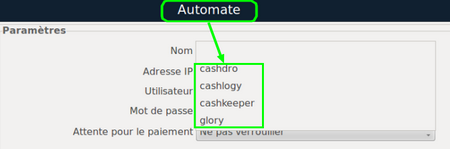 Automate
Paramètres
Nom
Adresse IP
cashdro
Utilisateur
cashlogy
Mot de passe
cashkeeper
glory
Attente pour le paiement
Ne pas verrouiller